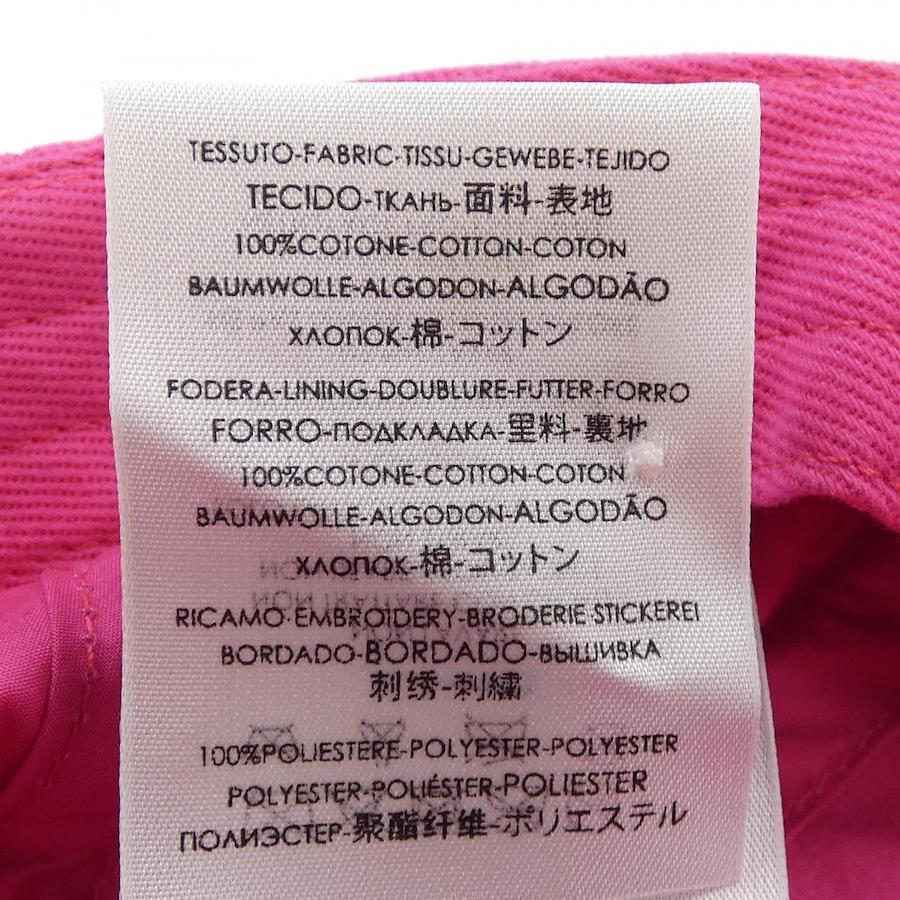 TESSUTO-FABRIC-TISSU-GEWEBE-TEJIDO
TECIDO-ТКАНЬ-面料-表地
100%COTONE-COTTON-COTON
BAUMWOLLE-ALGODON-ALGODÃO
ХЛОПОК-棉-コットン
FODERA-LINING-DOUBLURE-FUTTER-FORRO
FORRO-ПОДКЛАДКА-里料-裏地
100%COTONE-COTTON-COTON
BAUMWOLLE-ALGODON-ALGODÃO
ХЛОПОК-棉-コットン
RICAMO-EMBROIDERY-BRODERIE STICKEREI
BORDADO-BORDADO-ВЫШИВКА
刺绣-刺繍
100%POLIESTERE-POLYESTER-POLYESTER
POLYESTER-POLIÉSTER-POLIESTER
ПОЛИЭСТЕР-聚酯纤维-ポリエステル